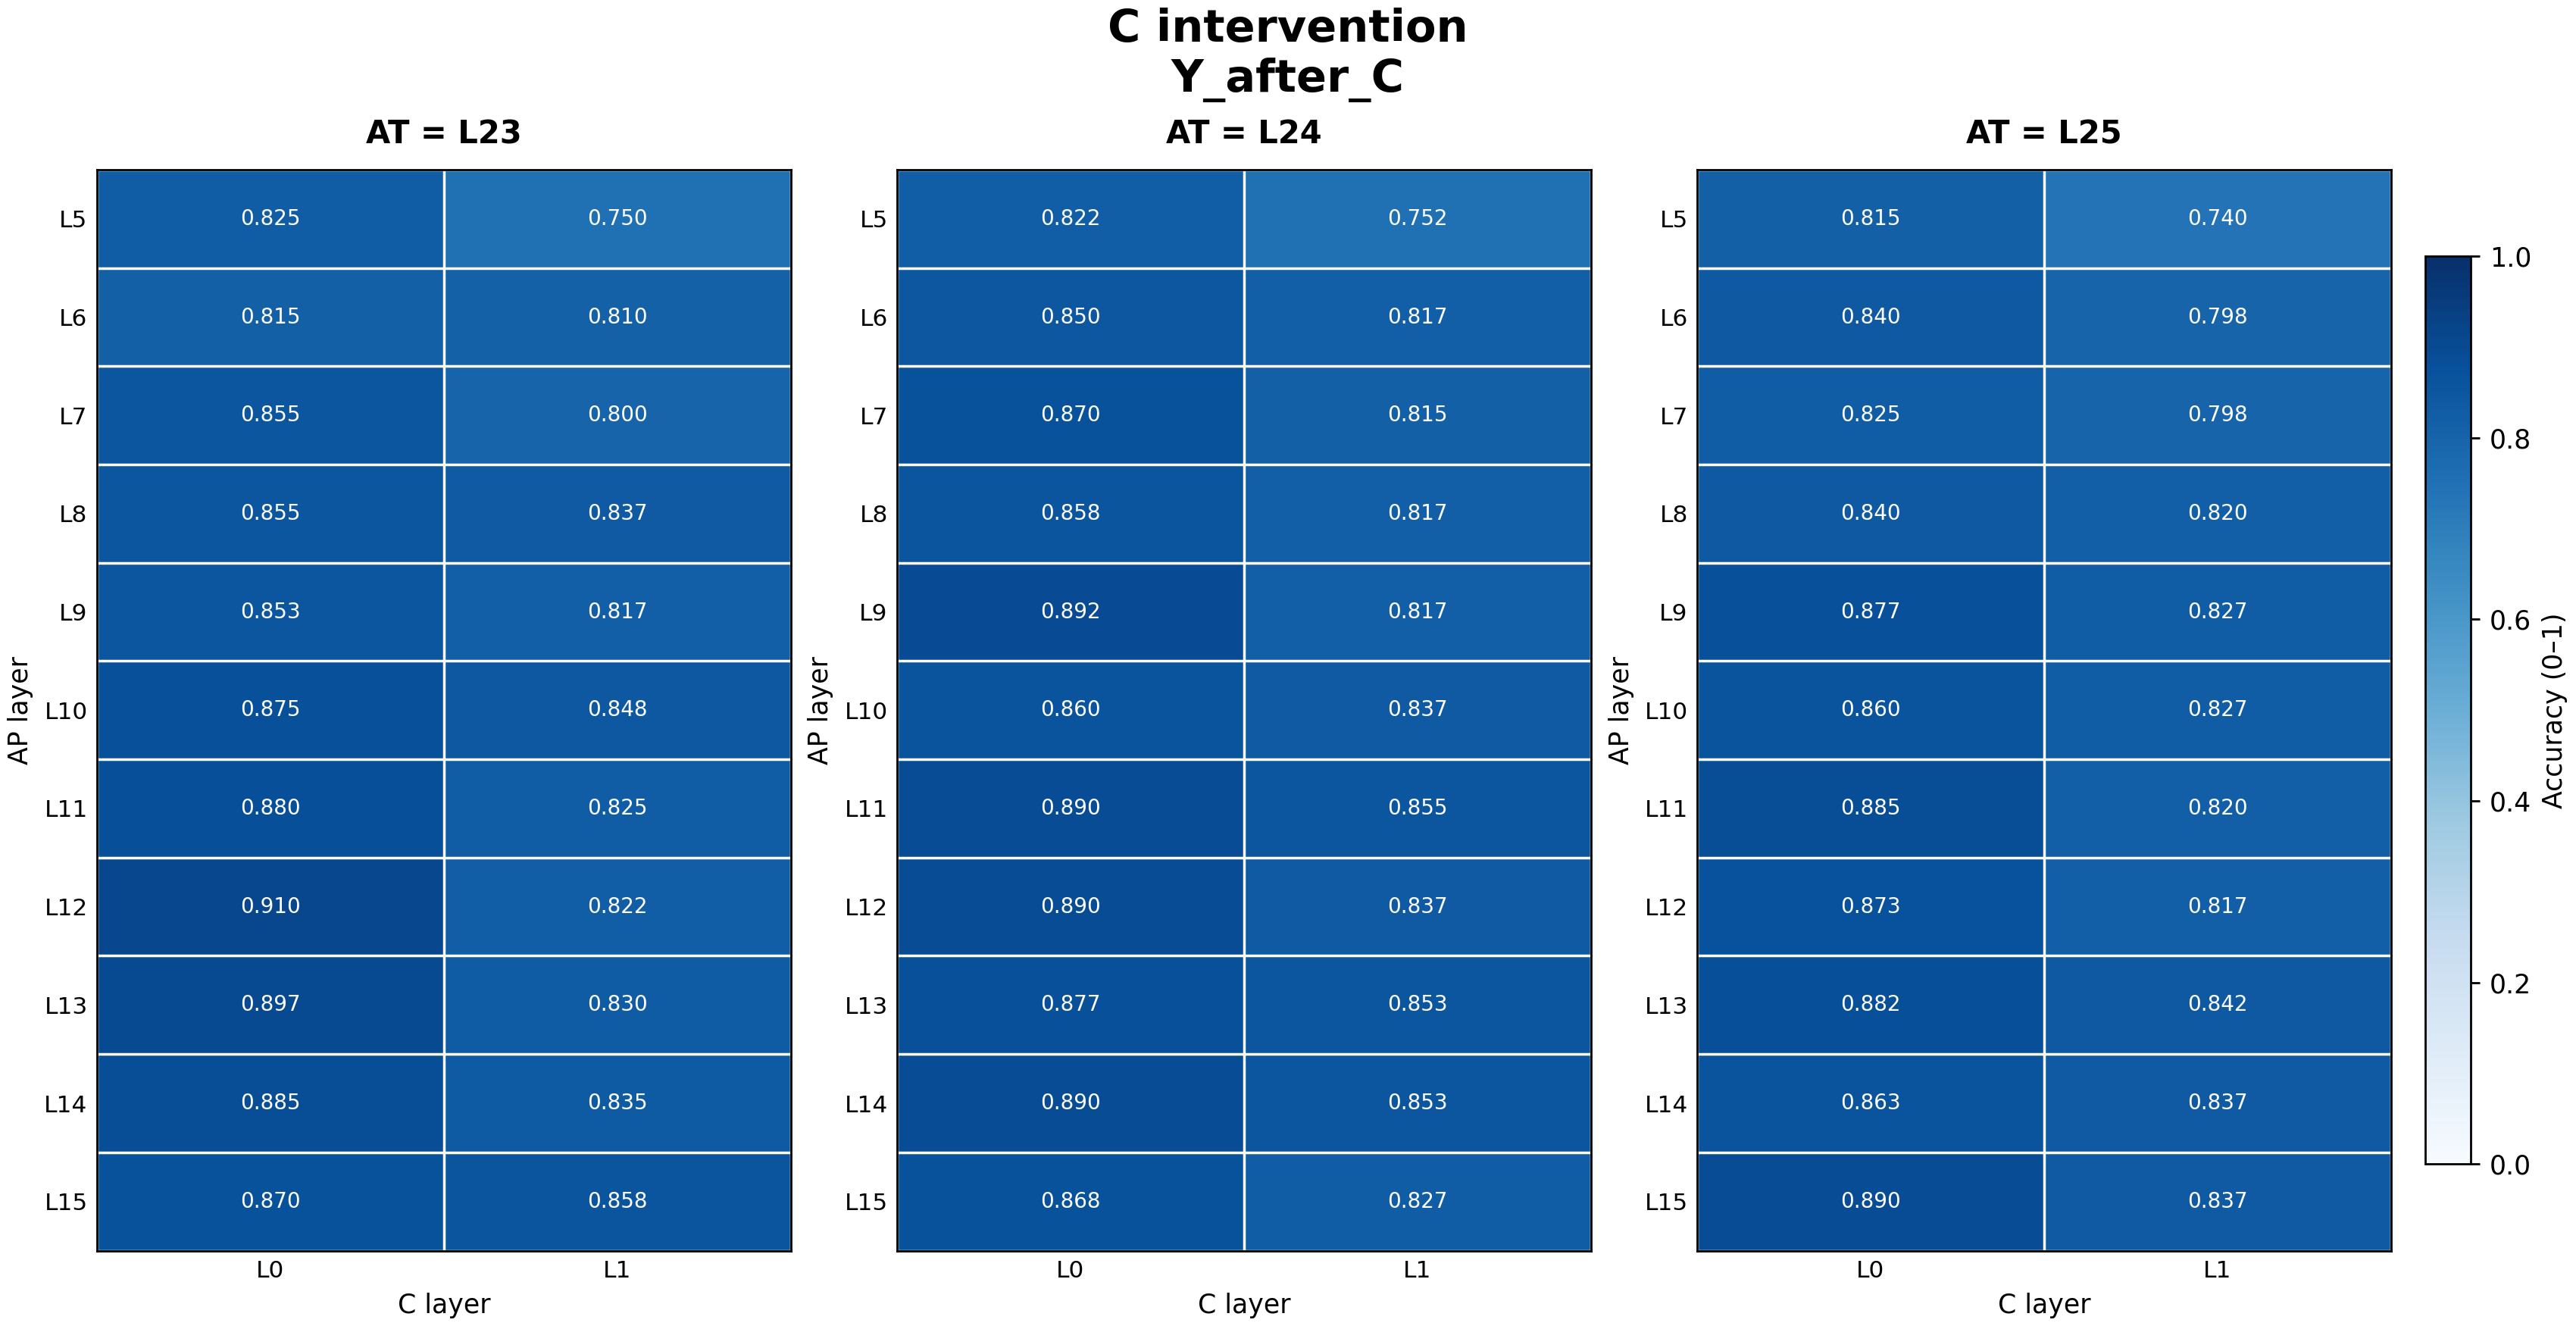 C intervention
Y_after_C
AT = L23
AP layer
L5 0.825 0.750
L6 0.815 0.810
L7 0.855 0.800
L8 0.855 0.837
L9 0.853 0.817
L10 0.875 0.848
L11 0.880 0.825
L12 0.910 0.822
L13 0.897 0.830
L14 0.885 0.835
L15 0.870 0.858
L0 L1
C layer
AT = L24
AP layer
L5 0.822 0.752
L6 0.850 0.817
L7 0.870 0.815
L8 0.858 0.817
L9 0.892 0.817
L10 0.860 0.837
L11 0.890 0.855
L12 0.890 0.837
L13 0.877 0.853
L14 0.890 0.853
L15 0.868 0.827
L0 L1
C layer
AT = L25
AP layer
L5 0.815 0.740
L6 0.840 0.798
L7 0.825 0.798
L8 0.840 0.820
L9 0.877 0.827
L10 0.860 0.827
L11 0.885 0.820
L12 0.873 0.817
L13 0.882 0.842
L14 0.863 0.837
L15 0.890 0.837
L0 L1
C layer
1.0
0.8
0.6
0.4
0.2
0.0
Accuracy (0–1)